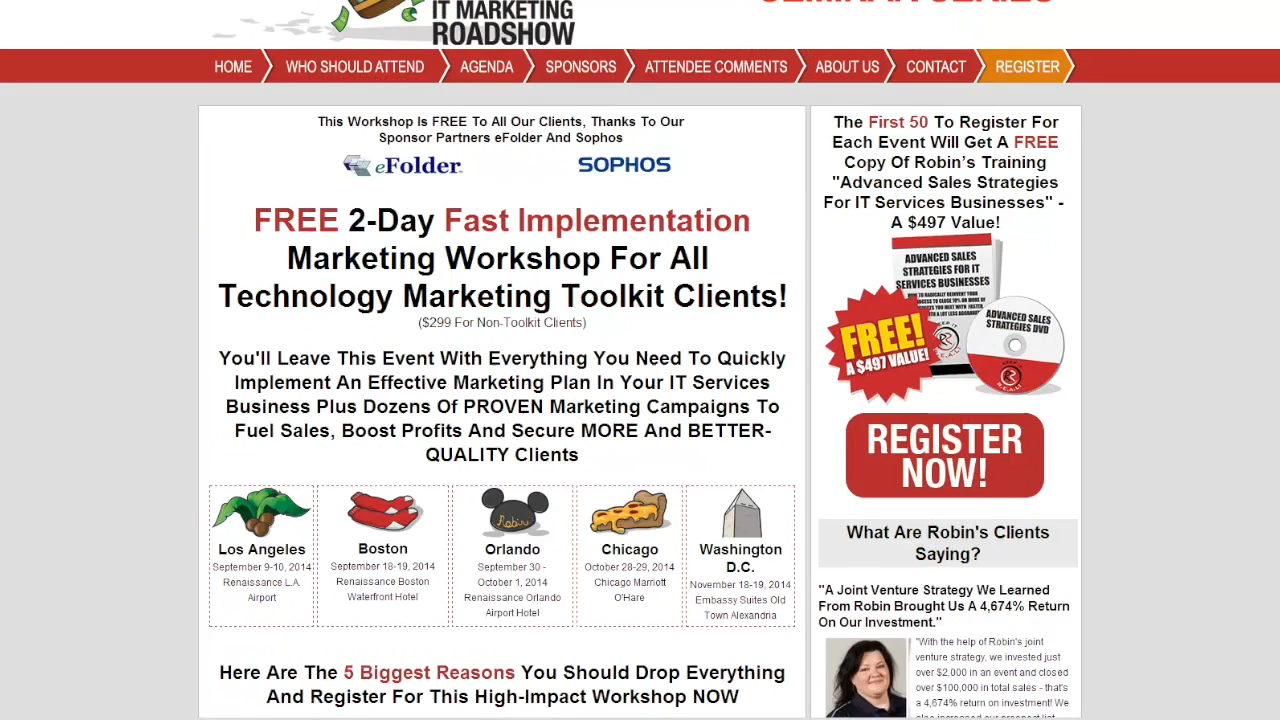 IT MARKETING
ROADSHOW
SEMINAR SERIES
HOME
WHO SHOULD ATTEND
AGENDA
SPONSORS
ATTENDEE COMMENTS
ABOUT US
CONTACT
REGISTER
This Workshop Is FREE To All Our Clients, Thanks To Our
Sponsor Partners eFolder And Sophos
eFolder
SOPHOS
FREE 2-Day Fast Implementation
Marketing Workshop For All
Technology Marketing Toolkit Clients!
($299 For Non-Toolkit Clients)
You'll Leave This Event With Everything You Need To Quickly
Implement An Effective Marketing Plan In Your IT Services
Business Plus Dozens Of PROVEN Marketing Campaigns To
Fuel Sales, Boost Profits And Secure MORE And BETTER-
QUALITY Clients
Los Angeles
September 9-10, 2014
Renaissance L.A.
Airport
Boston
September 18-19, 2014
Renaissance Boston
Waterfront Hotel
Robin
Orlando
September 30 -
October 1, 2014
Renaissance Orlando
Airport Hotel
Chicago
October 28-29, 2014
Chicago Marriott
O'Hare
Washington
D.C.
November 18-19, 2014
Embassy Suites Old
Town Alexandria
Here Are The 5 Biggest Reasons You Should Drop Everything
And Register For This High-Impact Workshop NOW
The First 50 To Register For
Each Event Will Get A FREE
Copy Of Robin's Training
"Advanced Sales Strategies
For IT Services Businesses" -
A $497 Value!
ADVANCED SALES
STRATEGIES FOR IT
SERVICES BUSINESSES
FREE!
A $497 VALUE!
ADVANCED SALES
STRATEGIES DVD
REGISTER
NOW!
What Are Robin's Clients
Saying?
"A Joint Venture Strategy We Learned
From Robin Brought Us A 4,674% Return
On Our Investment."
"With the help of Robin's joint
venture strategy, we invested just
over $2,000 in an event and closed
over $100,000 in total sales - that's
a 4,674% return on investment! We
also increased our prospect list